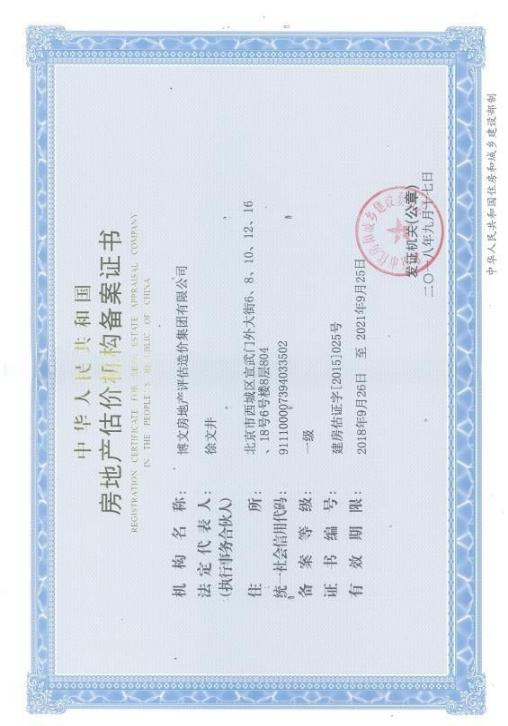 中华人民共和国
房地产估价机构备案证书
REGISTRATION CERTIFICATE FOR REAL ESTATE APPRAISAL COMPANY
IN THE PEOPLE'S REPUBLIC OF CHINA
机构名称： 博文房地产评估造价集团有限公司
法定代表人： 徐文井
(执行事务合伙人)
住所： 北京市西城区宣武门外大街6、8、10、12、16
、18号6号楼8层804
统一社会信用代码： 911100007394033502
备案等级： 一级
证书编号： 建房估证字[2015]025号
有效期限： 2018年9月26日 至 2021年9月25日
发证机关(公章)
二〇一八年九月十七日
中华人民共和国住房和城乡建设部制